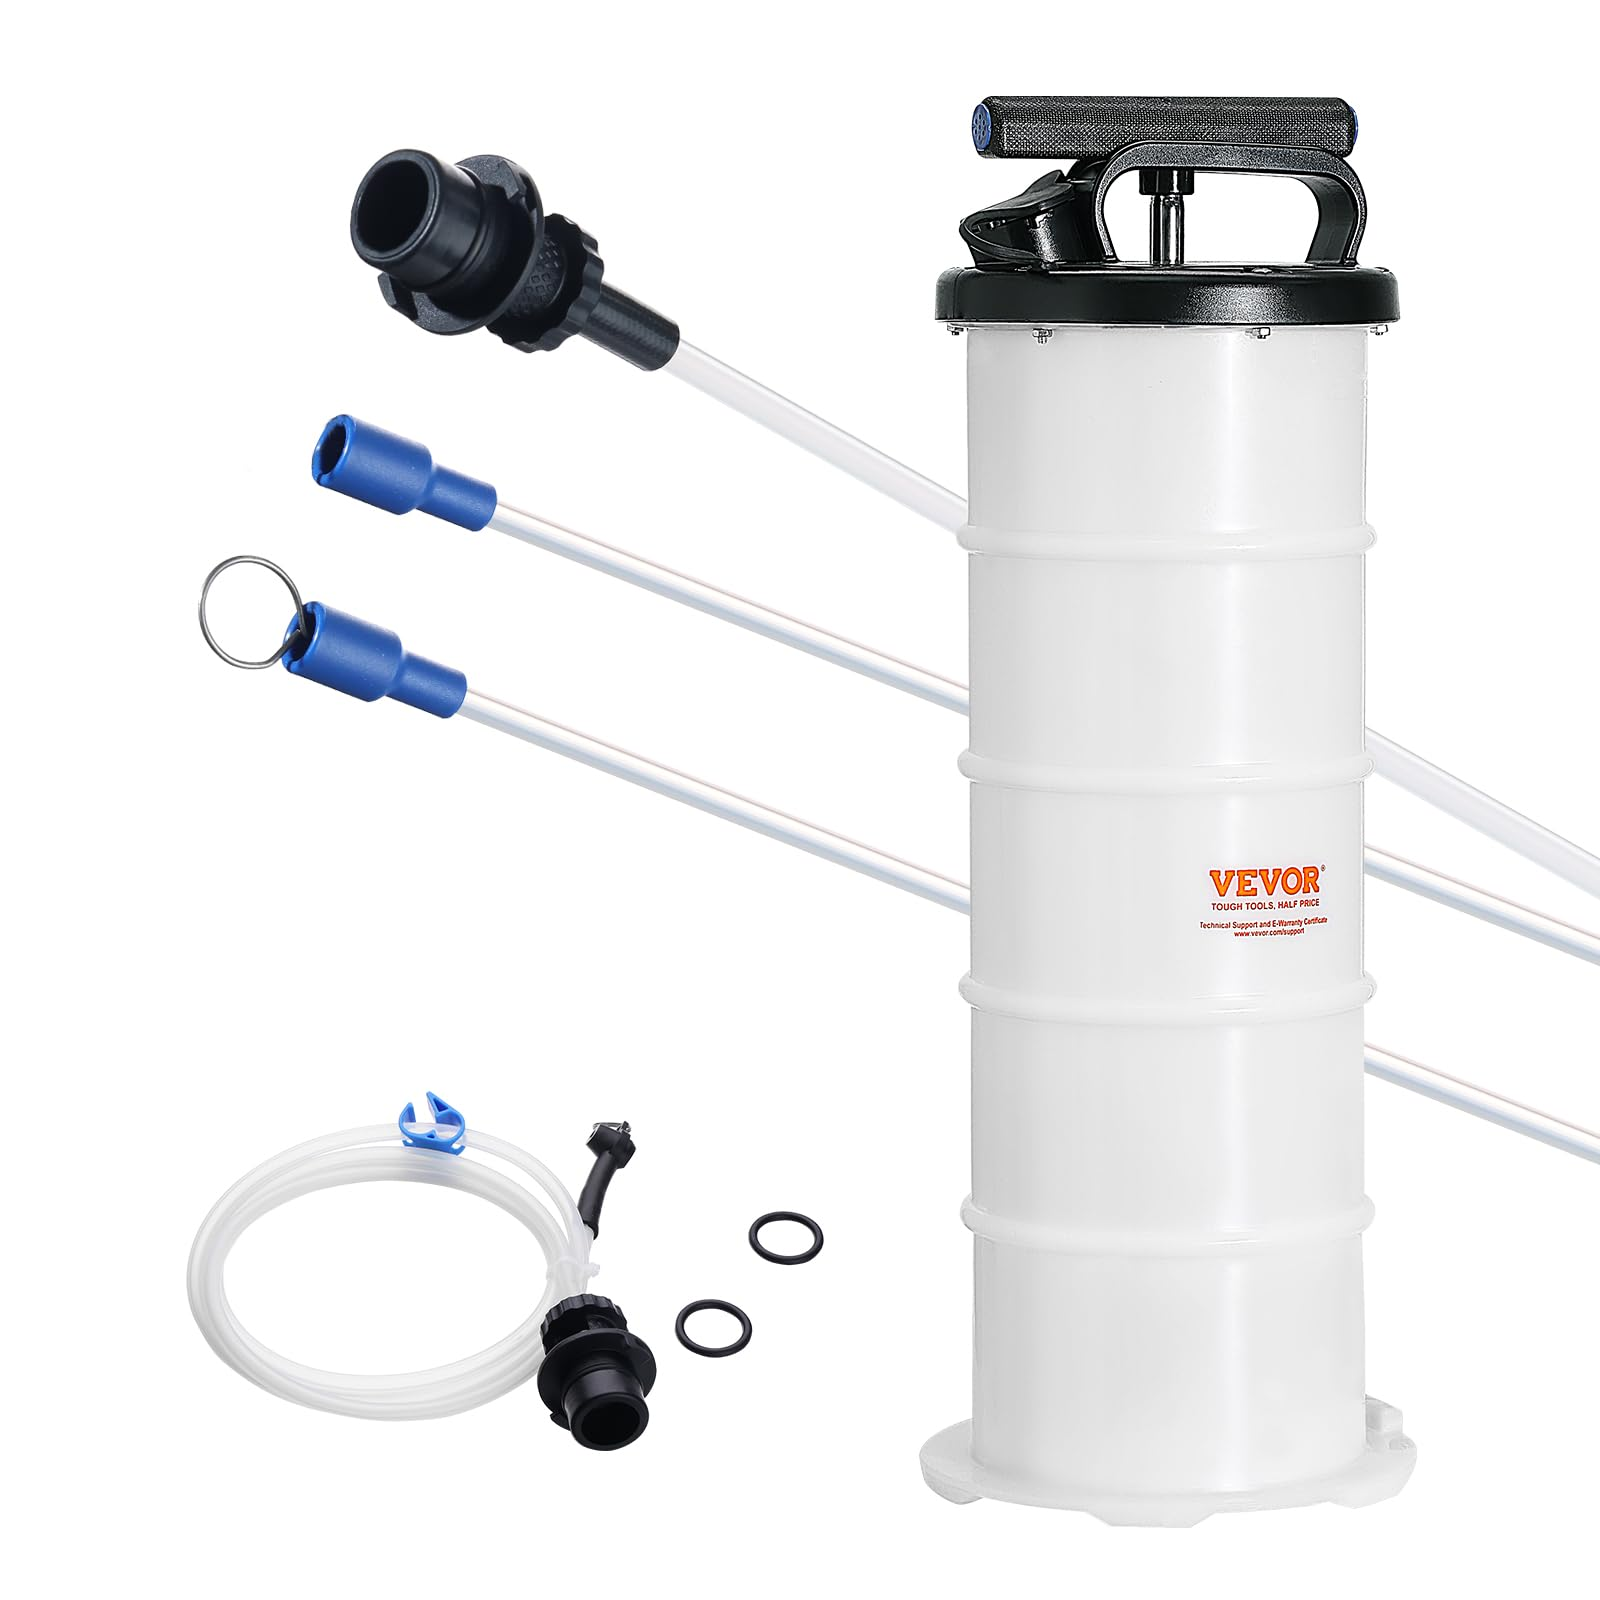 VEVOR®
TOUGH TOOLS, HALF PRICE
Technical Support and E-Warranty Certificate
www.vevor.com/support